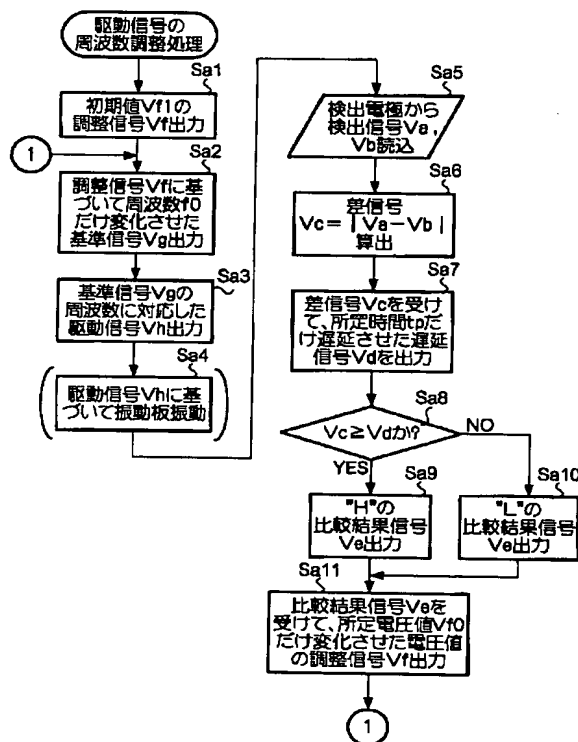 駆動信号の
周波数調整処理
Sa1
初期値Vf1の
調整信号Vf出力
1
Sa2
調整信号Vfに基
づいて周波数f0
だけ変化させた
基準信号Vg出力
Sa3
基準信号Vgの
周波数に対応した
駆動信号Vh出力
Sa4
駆動信号Vhに基
づいて振動板振動
Sa5
検出電極から
検出信号Va,
Vb読込
Sa6
差信号
Vc=|Va-Vb|
算出
Sa7
差信号Vcを受け
て、所定時間tpだ
け遅延させた遅延
信号Vdを出力
Sa8
Vc≧Vdか?
NO
YES
Sa9
"H"の
比較結果信号
Ve出力
Sa10
"L"の
比較結果信号
Ve出力
Sa11
比較結果信号Veを
受けて、所定電圧値Vf0
だけ変化させた電圧値
の調整信号Vf出力
1